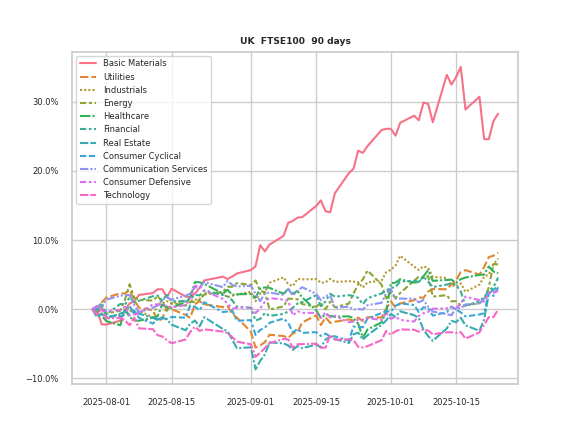 UK FTSE100 90 days
Basic Materials
Utilities
Industrials
Energy
Healthcare
Financial
Real Estate
Consumer Cyclical
Communication Services
Consumer Defensive
Technology
30.0%
20.0%
10.0%
0.0%
−10.0%
2025-08-01 2025-08-15 2025-09-01 2025-09-15 2025-10-01 2025-10-15